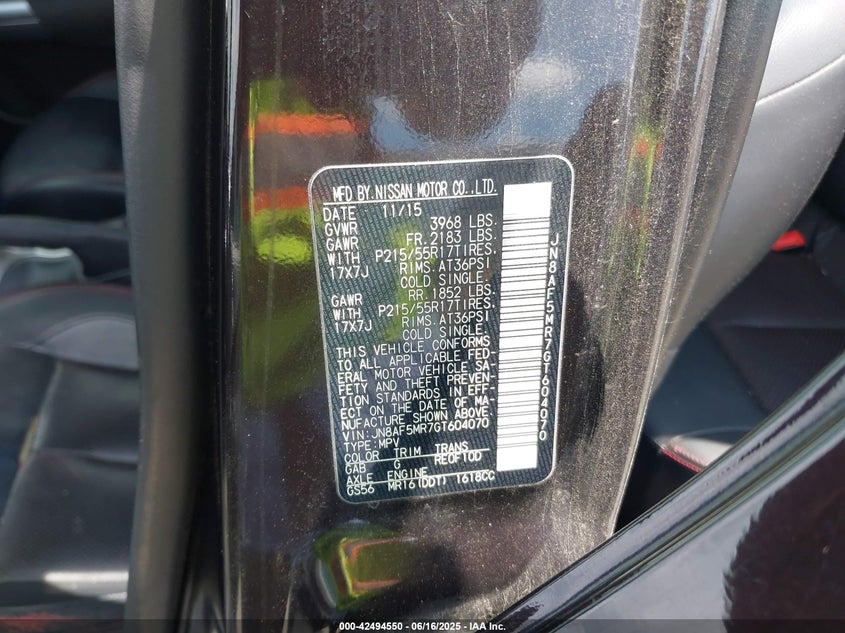 MFD BY.NISSAN MOTOR CO.,LTD.
DATE 11/15
GVWR 3968 LBS.
GAWR FR.2183 LBS.
WITH P215/55R17TIRES.
17X7J RIMS.AT36PSI
COLD SINGLE.
GAWR RR.1852 LBS.
WITH P215/55R17TIRES.
17X7J RIMS.AT36PSI
COLD SINGLE.
THIS VEHICLE CONFORMS
TO ALL APPLICABLE FED-
ERAL MOTOR VEHICLE SA-
FETY AND THEFT PREVEN-
TION STANDARDS IN EFF-
ECT ON THE DATE OF MA-
NUFACTURE SHOWN ABOVE.
VIN:JN8AF5MR7GT604070
TYPE:MPV
COLOR TRIM TRANS
GAB G RE0F10D
AXLE ENGINE
GS56 MR16(DDT) 1618CC
JN8AF5MR7GT604070
000-42494550 - 06/16/2025 - IAA Inc.